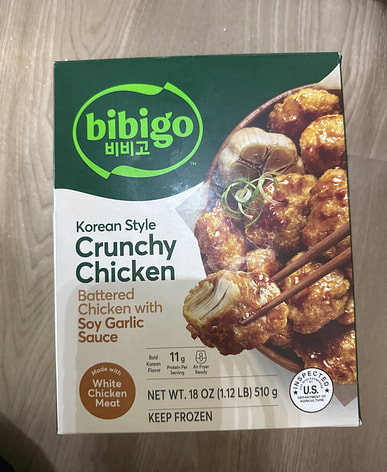 bibigo
비비고
TM
Korean Style
Crunchy
Chicken
Battered
Chicken with
Soy Garlic
Sauce
Made with
White
Chicken
Meat
Bold
Korean
Flavor
11g
Protein Per
Serving
Air Fryer
Ready
INSPECTED
U.S.
DEPARTMENT OF
AGRICULTURE
NET WT. 18 OZ (1.12 LB) 510 g
KEEP FROZEN